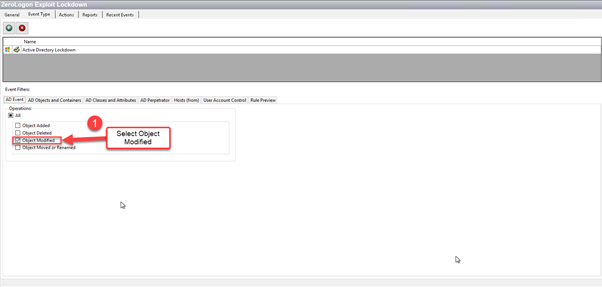 ZeroLogon Exploit Lockdown
General Event Type Actions Reports Recent Events
Name
Active Directory Lockdown
Event Filters:
AD Event AD Objects and Containers AD Classes and Attributes AD Perpetrator Hosts (from) User Account Control Rule Preview
Operations:
All
Object Added
Object Deleted
Object Modified
Object Moved or Renamed
1
Select Object
Modified